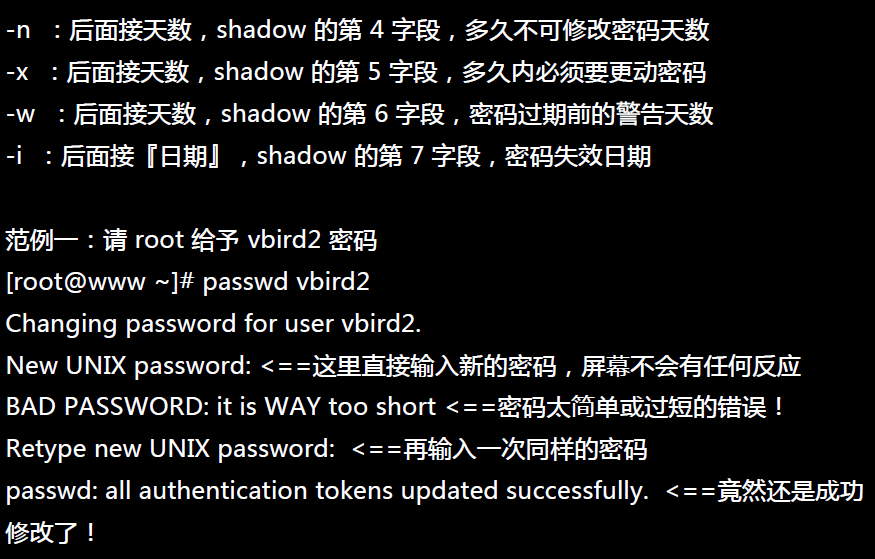 -n  ：后面接天数，shadow 的第 4 字段，多久不可修改密码天数
-x  ：后面接天数，shadow 的第 5 字段，多久内必须要更动密码
-w  ：后面接天数，shadow 的第 6 字段，密码过期前的警告天数
-i  ：后面接『日期』，shadow 的第 7 字段，密码失效日期
范例一：请 root 给予 vbird2 密码
[root@www ~]# passwd vbird2
Changing password for user vbird2.
New UNIX password: <==这里直接输入新的密码，屏幕不会有任何反应
BAD PASSWORD: it is WAY too short <==密码太简单或过短的错误！
Retype new UNIX password:  <==再输入一次同样的密码
passwd: all authentication tokens updated successfully.  <==竟然还是成功
修改了！